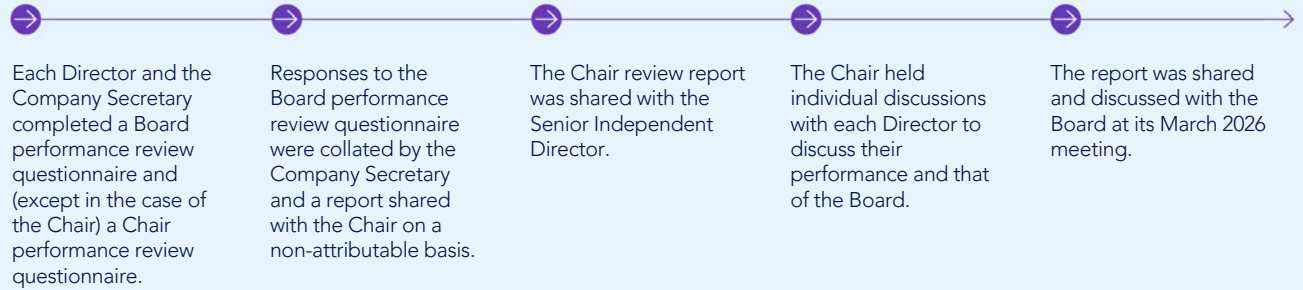 Each Director and the
Company Secretary
completed a Board
performance review
questionnaire and
(except in the case of
the Chair) a Chair
performance review
questionnaire.
Responses to the
Board performance
review questionnaire
were collated by the
Company Secretary
and a report shared
with the Chair on a
non-attributable basis.
The Chair review report
was shared with the
Senior Independent
Director.
The Chair held
individual discussions
with each Director to
discuss their
performance and that
of the Board.
The report was shared
and discussed with the
Board at its March 2026
meeting.